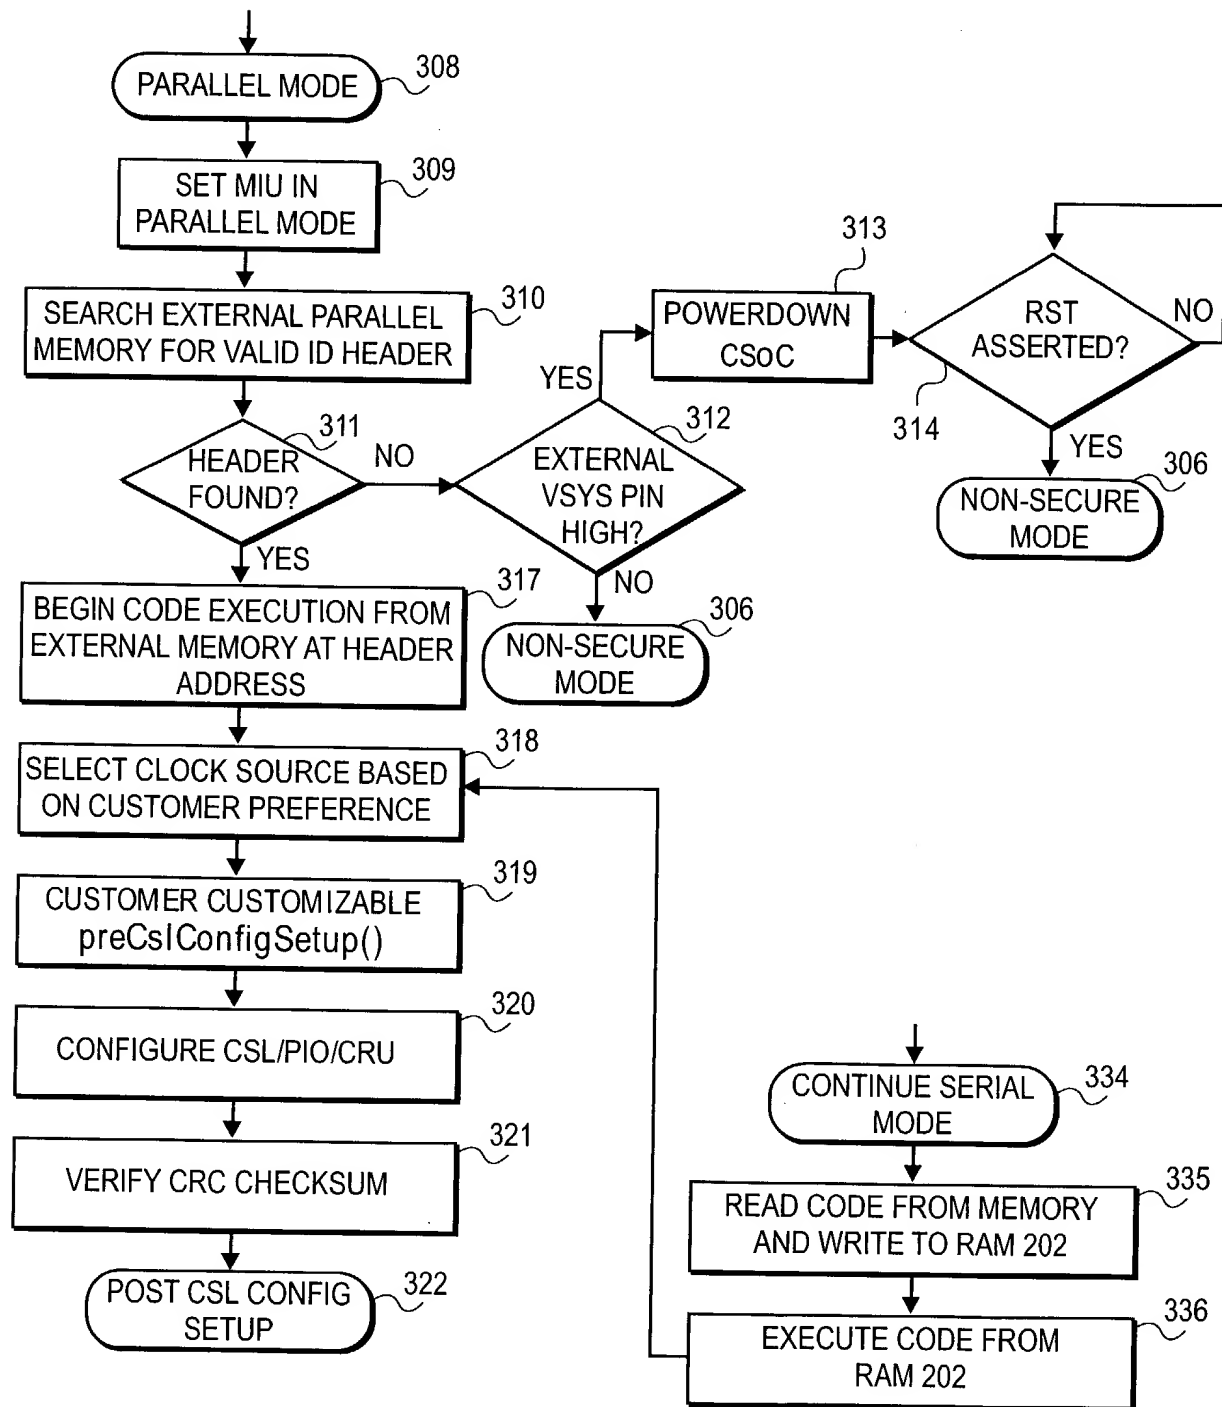 PARALLEL MODE
308
SET MIU IN
PARALLEL MODE
309
SEARCH EXTERNAL PARALLEL
MEMORY FOR VALID ID HEADER
310
HEADER
FOUND?
311
NO
YES
EXTERNAL
VSYS PIN
HIGH?
312
YES
NO
POWERDOWN
CSoC
313
RST
ASSERTED?
314
NO
YES
NON-SECURE
MODE
306
NON-SECURE
MODE
306
BEGIN CODE EXECUTION FROM
EXTERNAL MEMORY AT HEADER
ADDRESS
317
SELECT CLOCK SOURCE BASED
ON CUSTOMER PREFERENCE
318
CUSTOMER CUSTOMIZABLE
preCslConfigSetup()
319
CONFIGURE CSL/PIO/CRU
320
VERIFY CRC CHECKSUM
321
POST CSL CONFIG
SETUP
322
CONTINUE SERIAL
MODE
334
READ CODE FROM MEMORY
AND WRITE TO RAM 202
335
EXECUTE CODE FROM
RAM 202
336